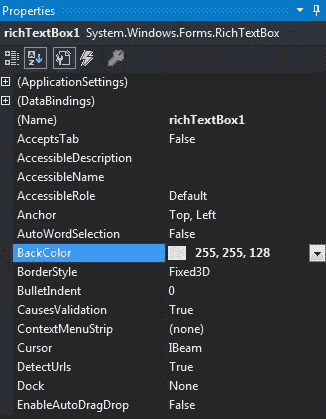 Properties
richTextBox1 System.Windows.Forms.RichTextBox
(ApplicationSettings)
(DataBindings)
(Name) richTextBox1
AcceptsTab False
AccessibleDescription
AccessibleName
AccessibleRole Default
Anchor Top, Left
AutoWordSelection False
BackColor 255, 255, 128
BorderStyle Fixed3D
BulletIndent 0
CausesValidation True
ContextMenuStrip (none)
Cursor IBeam
DetectUrls True
Dock None
EnableAutoDragDrop False